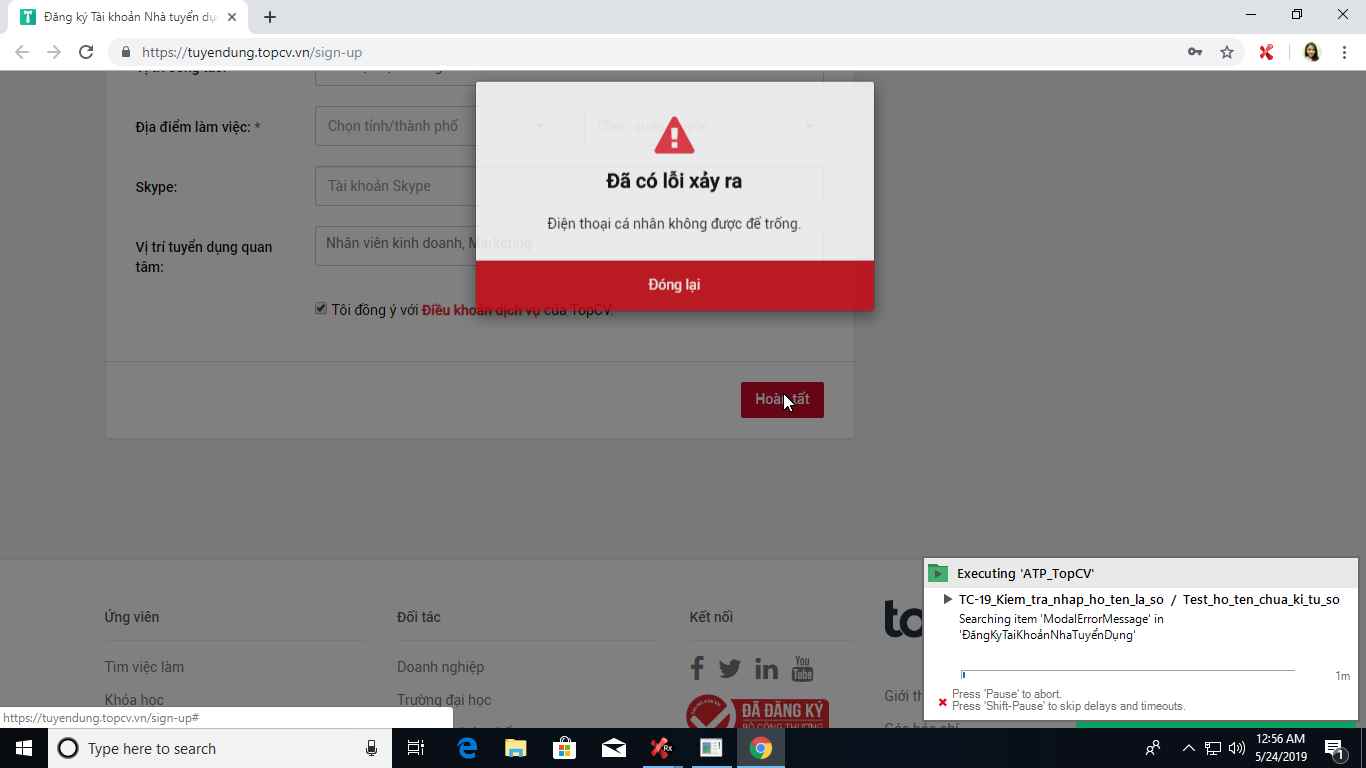 Đăng ký Tài khoản Nhà tuyển dụ
https://tuyendung.topcv.vn/sign-up
Địa điểm làm việc: *
Chọn tỉnh/thành phố
Skype:
Tài khoản Skype
Vị trí tuyển dụng quan
tâm:
Nhân viên kinh doanh, Marketing
Tôi đồng ý với Điều khoản dịch vụ của TopCV.
Đã có lỗi xảy ra
Điện thoại cá nhân không được để trống.
Đóng lại
Hoàn tất
Ứng viên
Đối tác
Kết nối
Tìm việc làm
Doanh nghiệp
You
Tube
Khóa học
Trường đại học
Giới th
ĐÃ ĐĂNG KÝ
BỘ CÔNG THƯƠNG
https://tuyendung.topcv.vn/sign-up#
Executing 'ATP_TopCV'
TC-19_Kiem_tra_nhap_ho_ten_la_so / Test_ho_ten_chua_ki_tu_so
Searching item 'ModalErrorMessage' in
'ĐăngKyTaiKhoảnNhaTuyểnDụng'
1m
Press 'Pause' to abort.
Press 'Shift-Pause' to skip delays and timeouts.
Type here to search
Rx
12:56 AM
5/24/2019
1